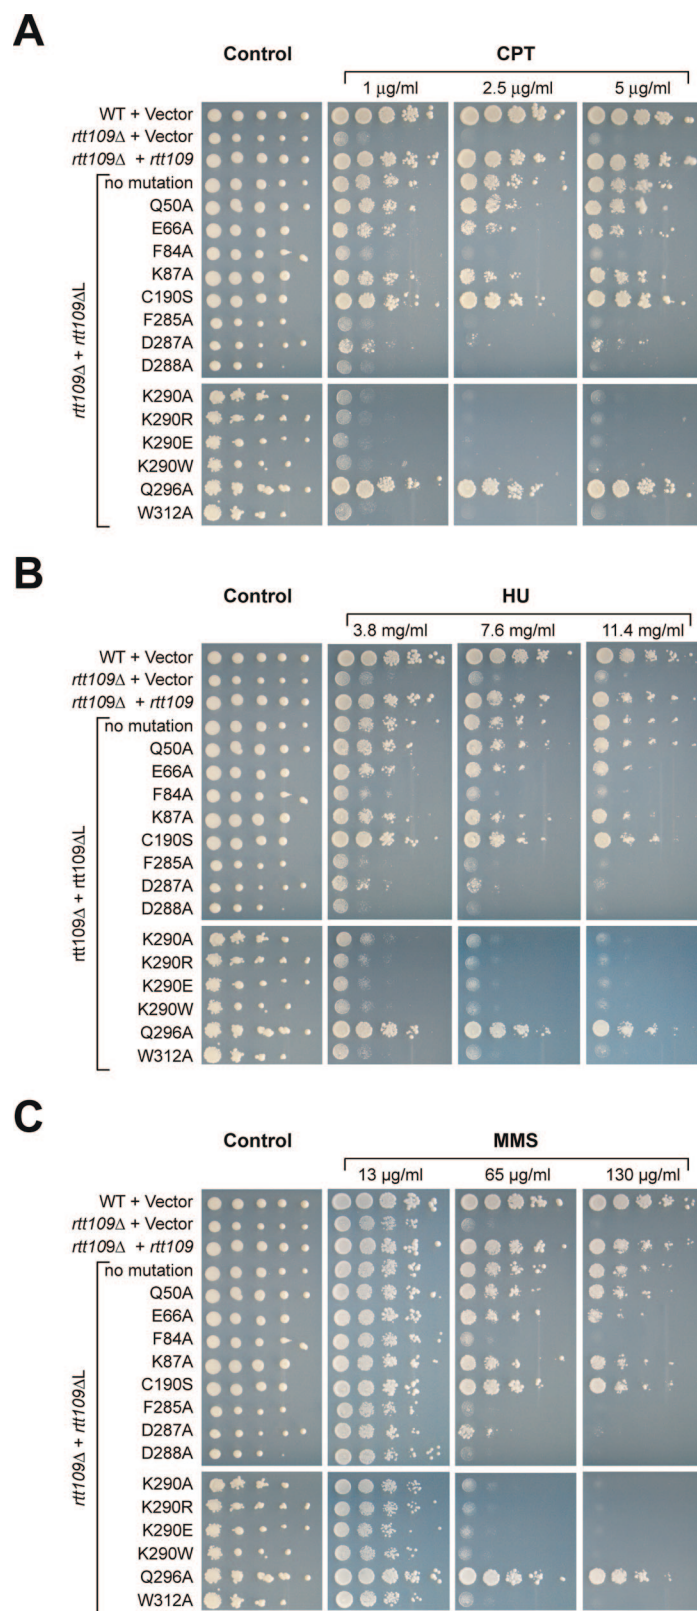 A
Control CPT
1 µg/ml 2.5 µg/ml 5 µg/ml
WT + Vector
rtt109Δ + Vector
rtt109Δ + rtt109
no mutation
Q50A
E66A
F84A
K87A
C190S
F285A
D287A
D288A
K290A
K290R
K290E
K290W
Q296A
W312A
rtt109Δ + rtt109ΔL
B
Control HU
3.8 mg/ml 7.6 mg/ml 11.4 mg/ml
WT + Vector
rtt109Δ + Vector
rtt109Δ + rtt109
no mutation
Q50A
E66A
F84A
K87A
C190S
F285A
D287A
D288A
K290A
K290R
K290E
K290W
Q296A
W312A
rtt109Δ + rtt109ΔL
C
Control MMS
13 µg/ml 65 µg/ml 130 µg/ml
WT + Vector
rtt109Δ + Vector
rtt109Δ + rtt109
no mutation
Q50A
E66A
F84A
K87A
C190S
F285A
D287A
D288A
K290A
K290R
K290E
K290W
Q296A
W312A
rtt109Δ + rtt109ΔL